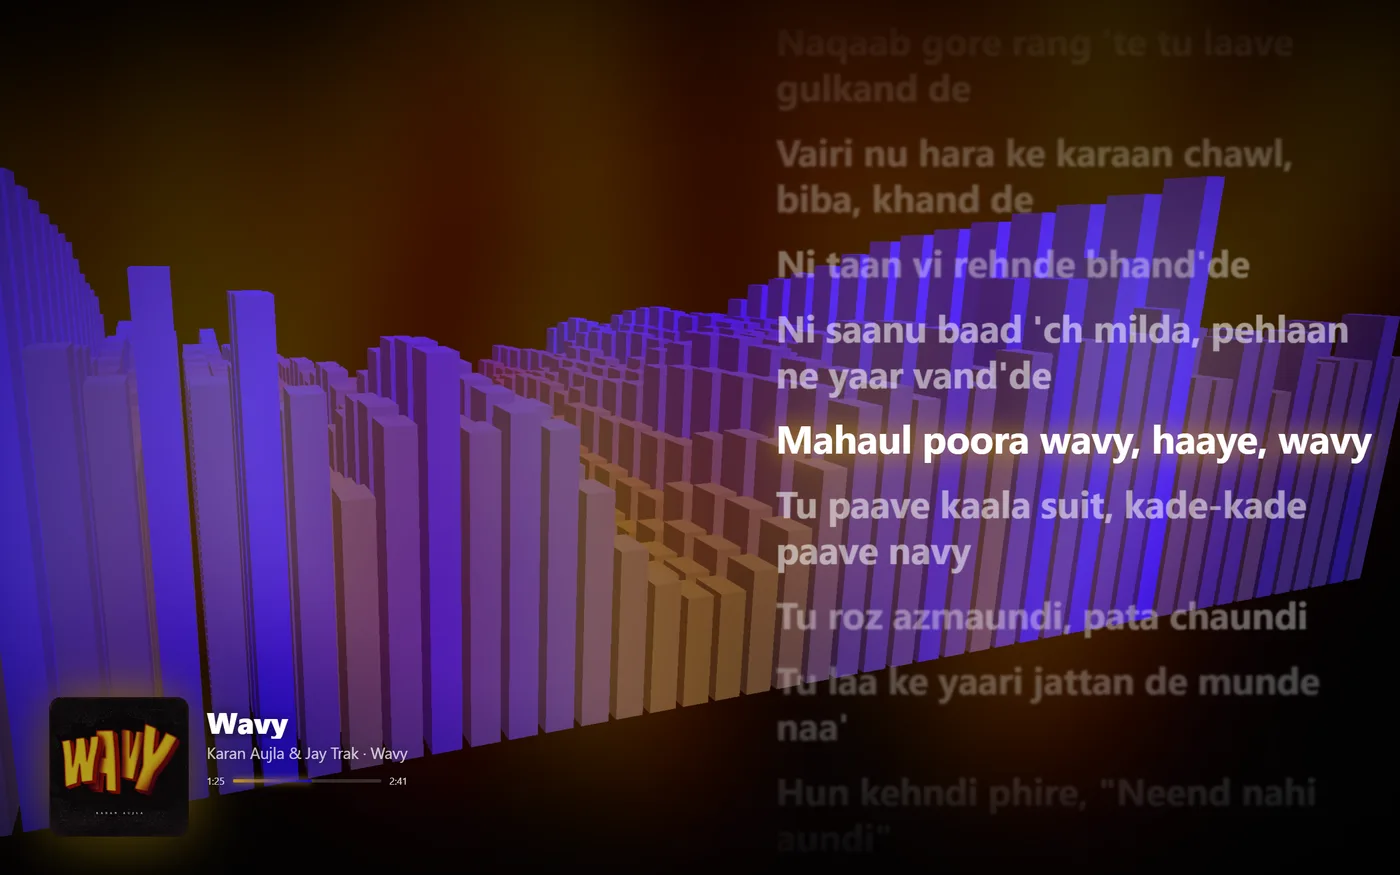 Naqaab gore rang 'te tu laave
gulkand de
Vairi nu hara ke karaan chawl,
biba, khand de
Ni taan vi rehnde bhand'de
Ni saanu baad 'ch milda, pehlaan
ne yaar vand'de
Mahaul poora wavy, haaye, wavy
Tu paave kaala suit, kade-kade
paave navy
Tu roz azmaundi, pata chaundi
Tu laa ke yaari jattan de munde
naa'
Hun kehndi phire, "Neend nahi
aundi"
WAVY
KARAN AUJLA
Wavy
Karan Aujla & Jay Trak · Wavy
1:25 2:41